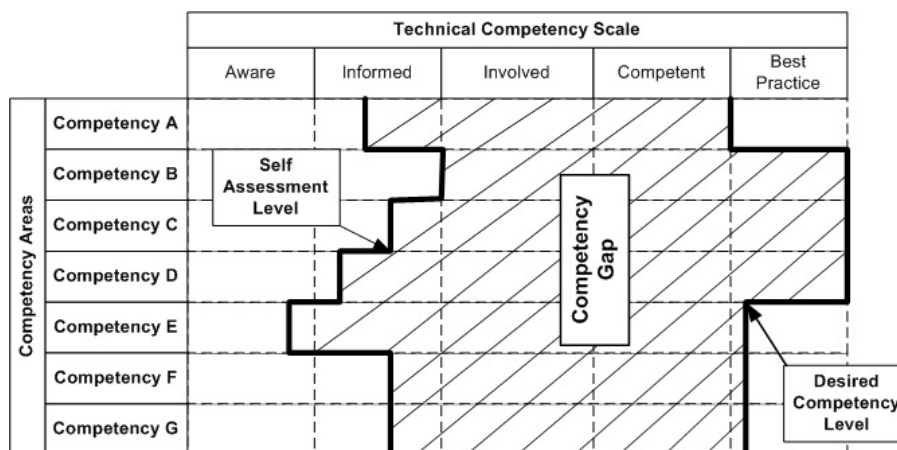 Technical Competency Scale
Aware
Informed
Involved
Competent
Best
Practice
Competency Areas
Competency A
Competency B
Competency C
Competency D
Competency E
Competency F
Competency G
Self
Assessment
Level
Competency
Gap
Desired
Competency
Level